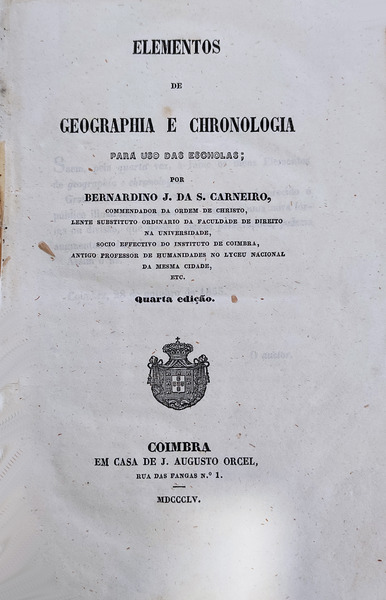 ELEMENTOS
DE
GEOGRAPHIA E CHRONOLOGIA
PARA USO DAS ESCHOLAS;
POR
BERNARDINO J. DA S. CARNEIRO,
COMMENDADOR DA ORDEM DE CHRISTO,
LENTE SUBSTITUTO ORDINARIO DA FACULDADE DE DIREITO
NA UNIVERSIDADE,
SOCIO EFFECTIVO DO INSTITUTO DE COIMBRA,
ANTIGO PROFESSOR DE HUMANIDADES NO LYCEU NACIONAL
DA MESMA CIDADE,
ETC.
Quarta edição.
COIMBRA
EM CASA DE J. AUGUSTO ORCEL,
RUA DAS FANGAS N.º 1.
MDCCCLV.